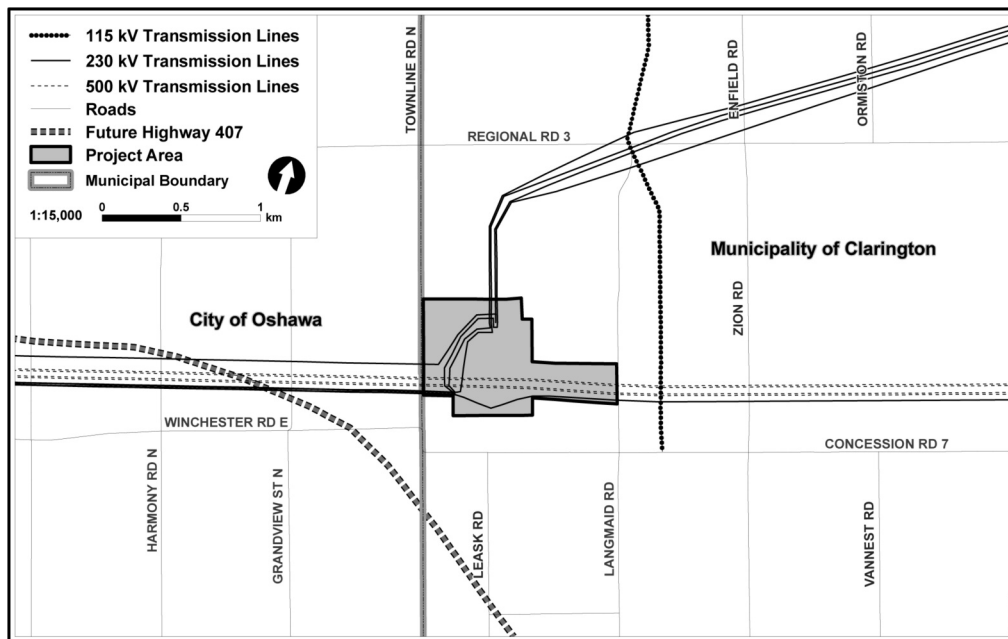 115 kV Transmission Lines
230 kV Transmission Lines
500 kV Transmission Lines
Roads
Future Highway 407
Project Area
Municipal Boundary
1:15,000
0 0.5 1
km
TOWNLINE RD N
ENFIELD RD
ORMISTON RD
REGIONAL RD 3
Municipality of Clarington
City of Oshawa
ZION RD
WINCHESTER RD E
CONCESSION RD 7
HARMONY RD N
GRANDVIEW ST N
LEASK RD
LANGMAID RD
VANNEST RD